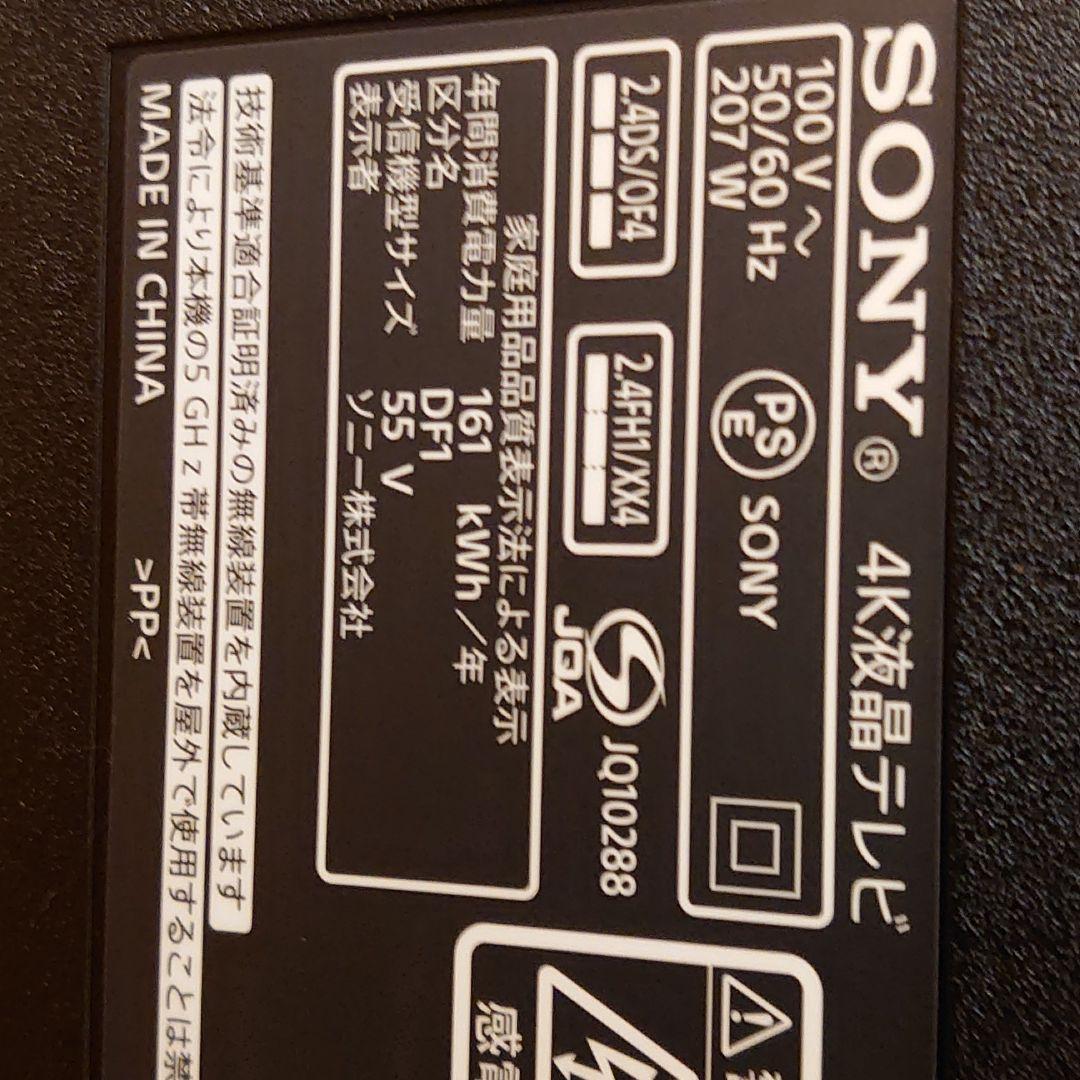 SONY® 4K液晶テレビ
100 V ~
50/60 Hz
207 W
PS
E
SONY
2.4DS/OF4
2.4FH1/XX4
JQA
JQ10288
家庭用品品質表示法による表示
年間消費電力量 161 kWh/年
区分名 DF1
受信機型サイズ 55 V
表示者 ソニー株式会社
技術基準適合証明済みの無線装置を内蔵しています
法令により本機の5 GHz 帯無線装置を屋外で使用することは禁
MADE IN CHINA >PP<
感電